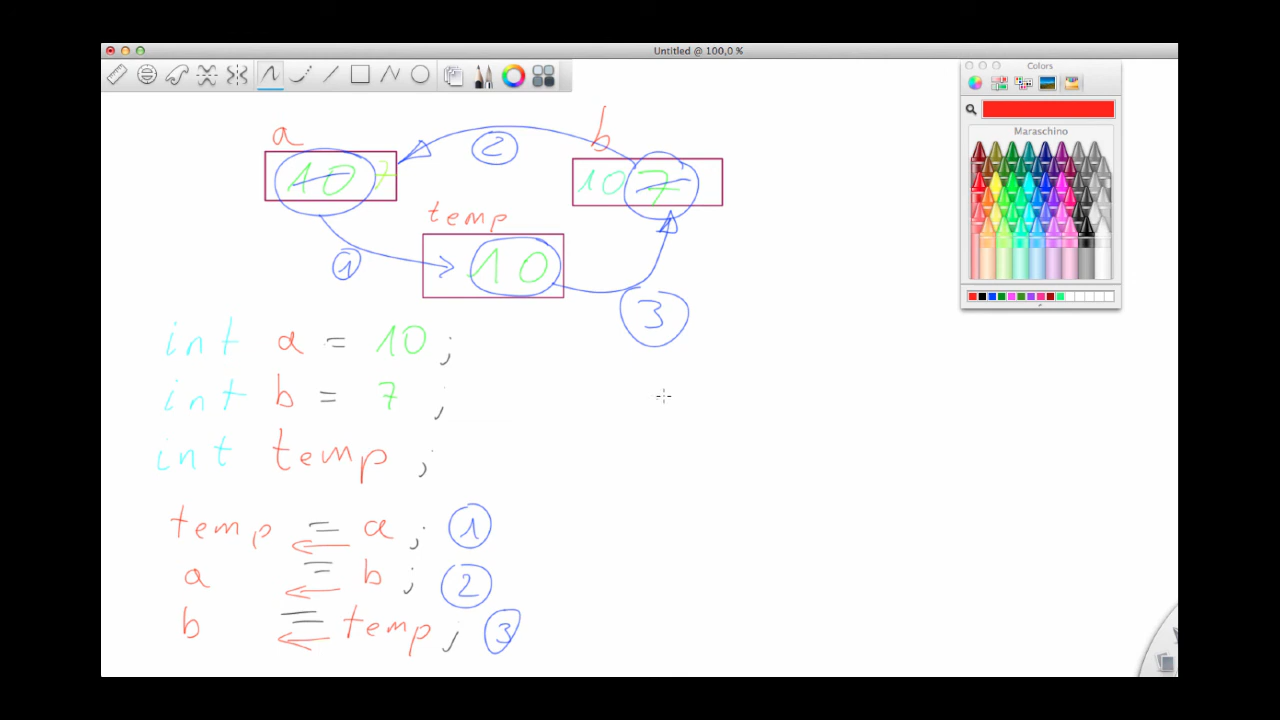 Untitled @ 100,0 %
Colors
Maraschino
a
b
2
10 7
10 7
temp
10
1
3
int a = 10 ;
int b = 7 ;
int temp ;
temp = a ; 1
a = b ; 2
b = temp ; 3